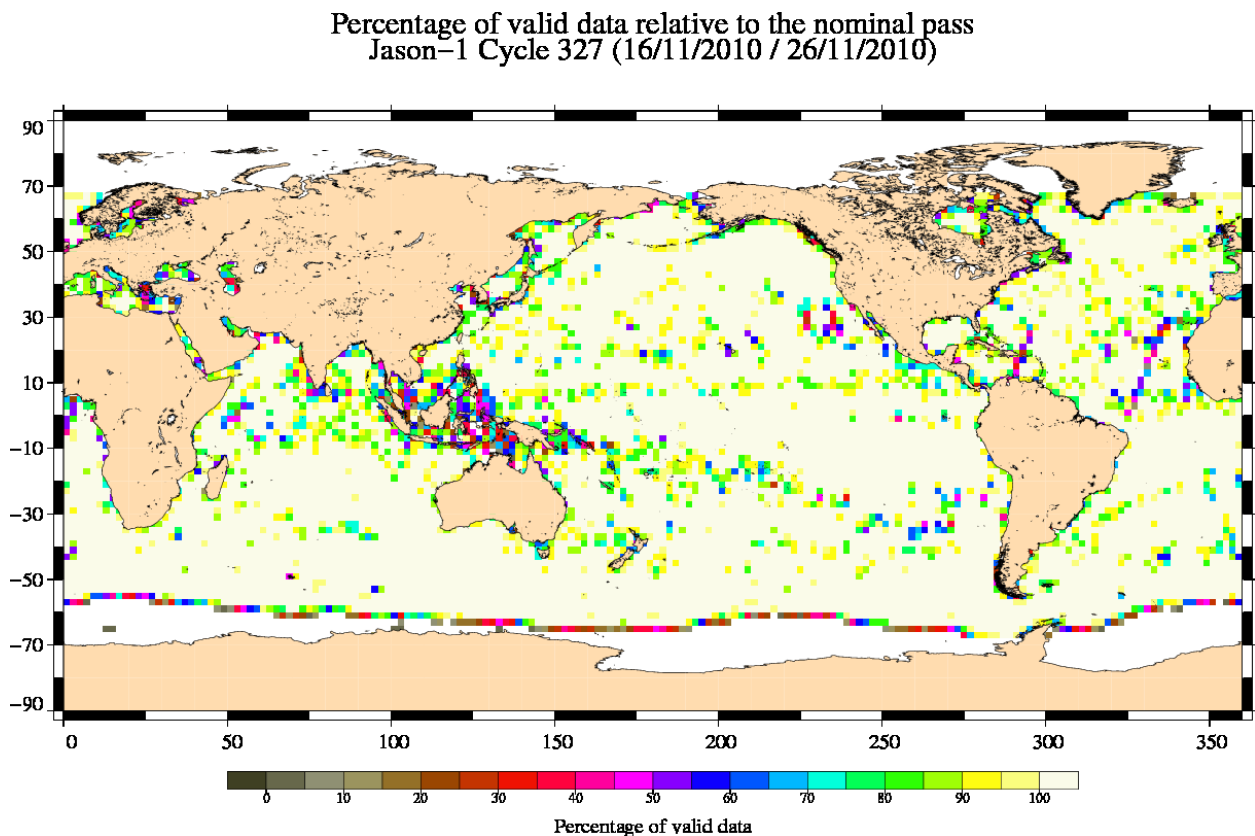 Percentage of valid data relative to the nominal pass
Jason−1 Cycle 327 (16/11/2010 / 26/11/2010)
90
70
50
30
10
−10
−30
−50
−70
−90
0 50 100 150 200 250 300 350
0 10 20 30 40 50 60 70 80 90 100
Percentage of valid data